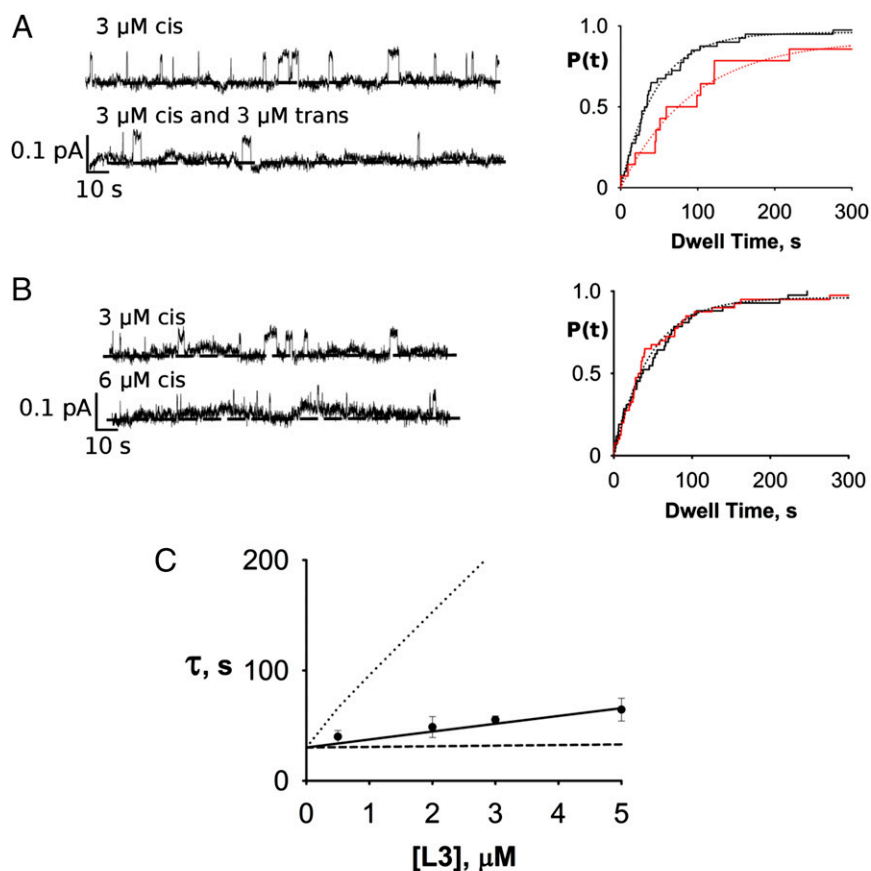 A
3 µM cis
3 µM cis and 3 µM trans
0.1 pA
10 s
1.0
P(t)
0.5
0
0 100 200 300
Dwell Time, s
B
3 µM cis
6 µM cis
0.1 pA
10 s
1.0
P(t)
0.5
0
0 100 200 300
Dwell Time, s
C
200
τ, s
100
0
0 1 2 3 4 5
[L3], µM